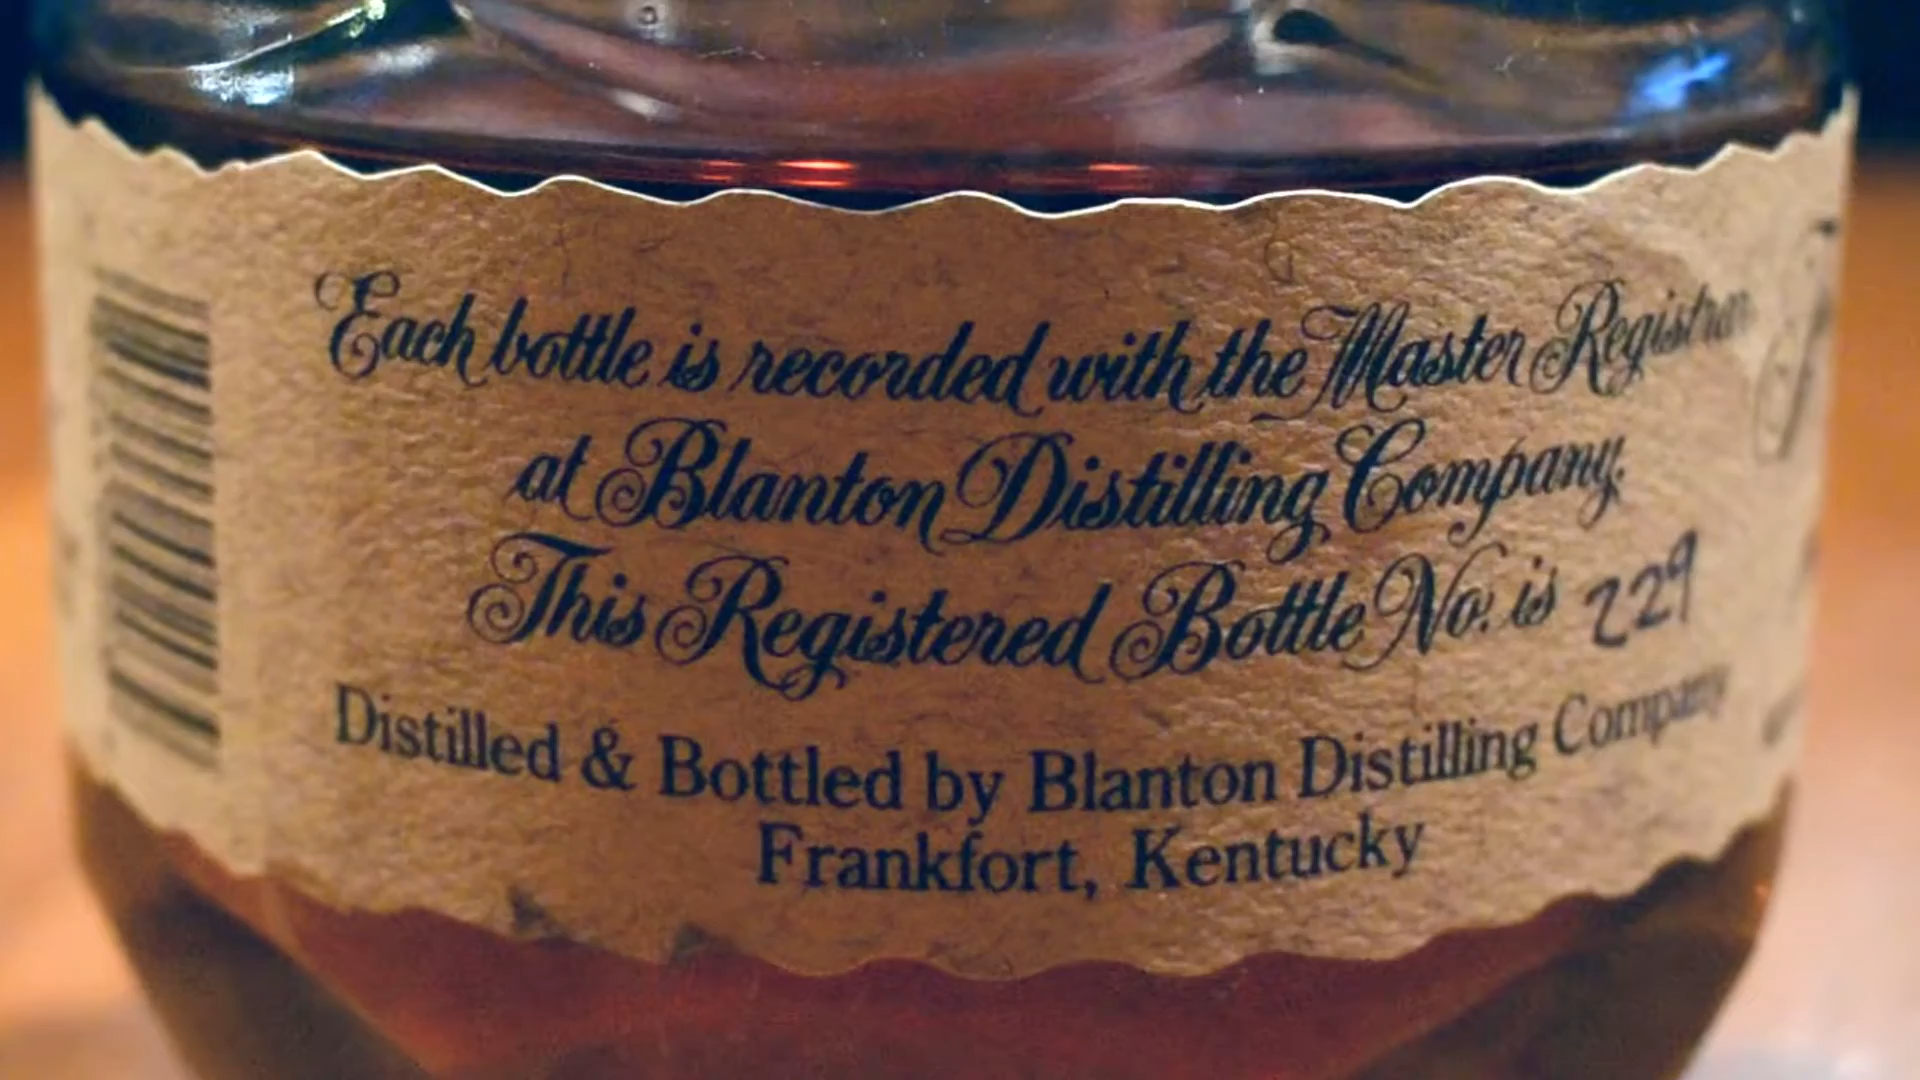 Each bottle is recorded with the Master Registrar
at Blanton Distilling Company.
This Registered Bottle No. is 229
Distilled & Bottled by Blanton Distilling Company
Frankfort, Kentucky